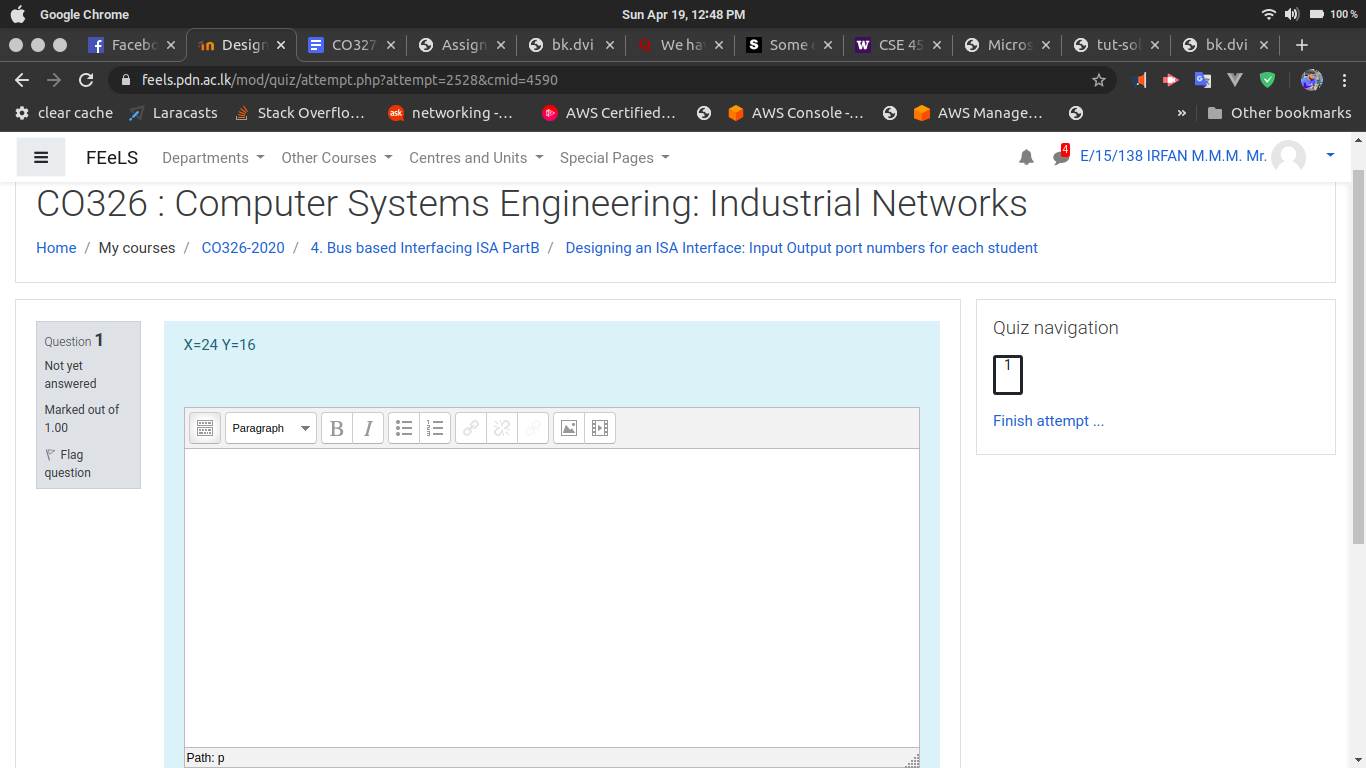 Google Chrome Sun Apr 19, 12:48 PM 100 %
Facebo Design CO327 Assign bk.dvi We hav Some CSE 45 Micros tut-sol bk.dvi
feels.pdn.ac.lk/mod/quiz/attempt.php?attempt=2528&cmid=4590
clear cache Laracasts Stack Overflo... ask networking -... AWS Certified... AWS Console -... AWS Manage... » Other bookmarks
FEeLS Departments Other Courses Centres and Units Special Pages 4 E/15/138 IRFAN M.M.M. Mr.
CO326 : Computer Systems Engineering: Industrial Networks
Home / My courses / CO326-2020 / 4. Bus based Interfacing ISA PartB / Designing an ISA Interface: Input Output port numbers for each student
Question 1
Not yet
answered
Marked out of
1.00
Flag
question
X=24 Y=16
Paragraph B I
Path: p
Quiz navigation
1
Finish attempt ...